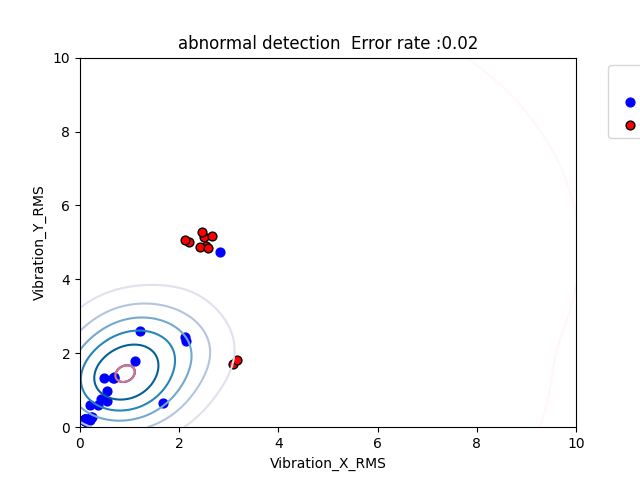 abnormal detection  Error rate :0.02
10
8
6
4
2
0
Vibration_Y_RMS
0 2 4 6 8 10
Vibration_X_RMS